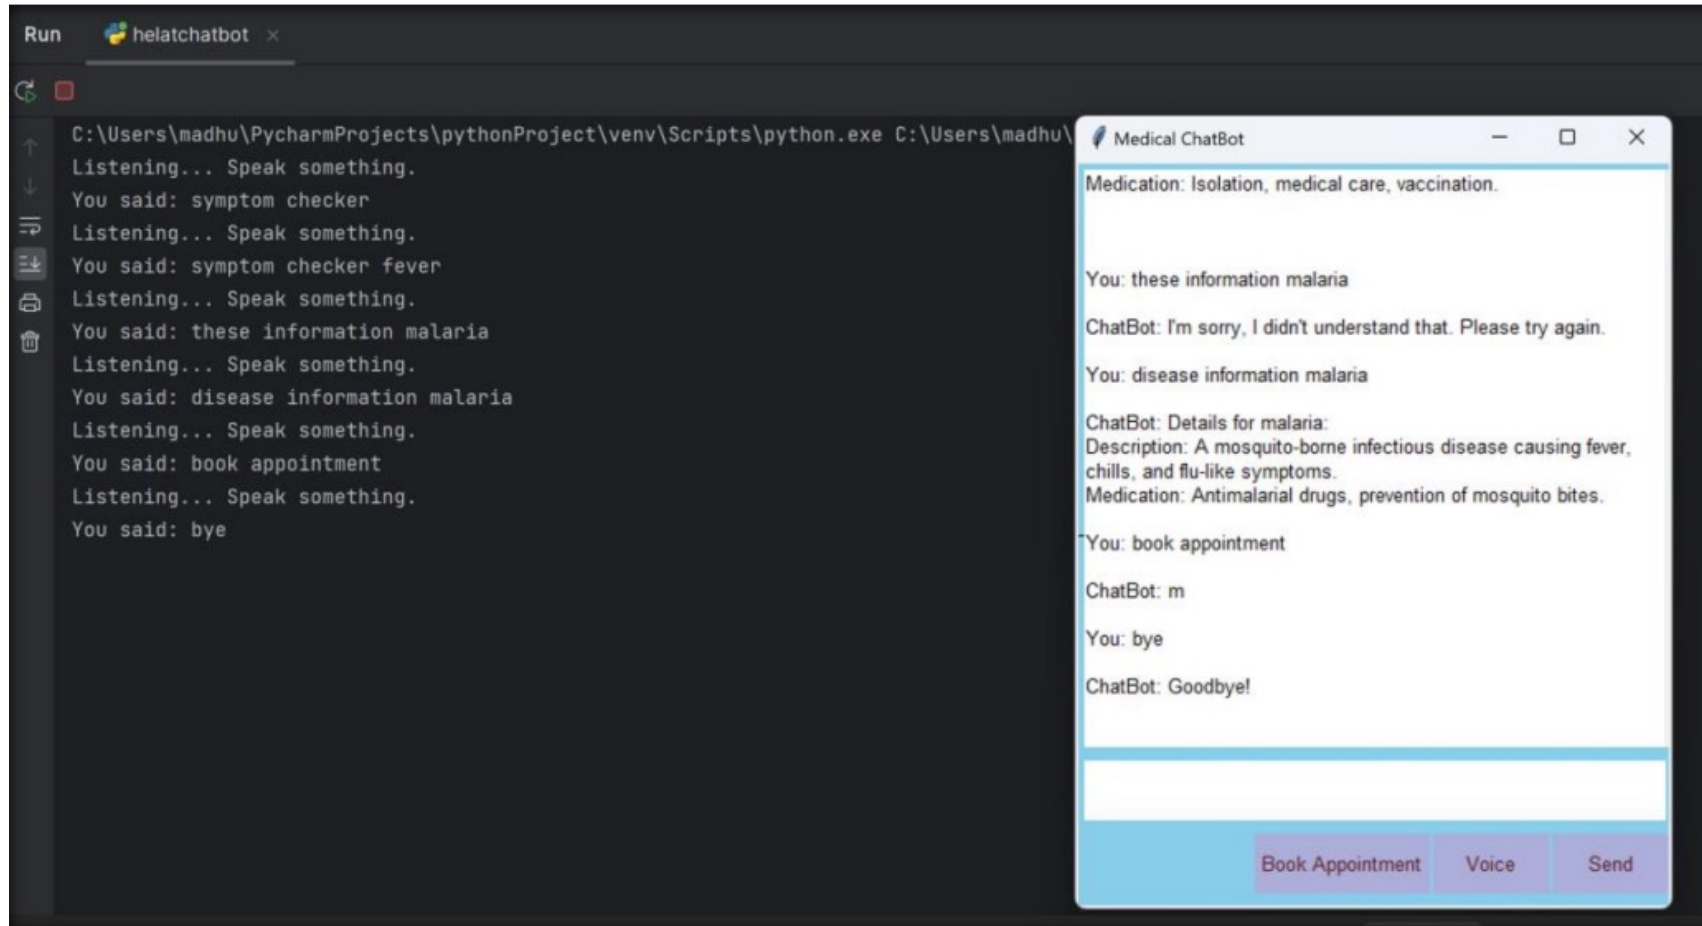 Run helatchatbot
C:\Users\madhu\PycharmProjects\pythonProject\venv\Scripts\python.exe C:\Users\madhu\
Listening... Speak something.
You said: symptom checker
Listening... Speak something.
You said: symptom checker fever
Listening... Speak something.
You said: these information malaria
Listening... Speak something.
You said: disease information malaria
Listening... Speak something.
You said: book appointment
Listening... Speak something.
You said: bye
Medical ChatBot
Medication: Isolation, medical care, vaccination.
You: these information malaria
ChatBot: I'm sorry, I didn't understand that. Please try again.
You: disease information malaria
ChatBot: Details for malaria:
Description: A mosquito-borne infectious disease causing fever,
chills, and flu-like symptoms.
Medication: Antimalarial drugs, prevention of mosquito bites.
You: book appointment
ChatBot: m
You: bye
ChatBot: Goodbye!
Book Appointment Voice Send